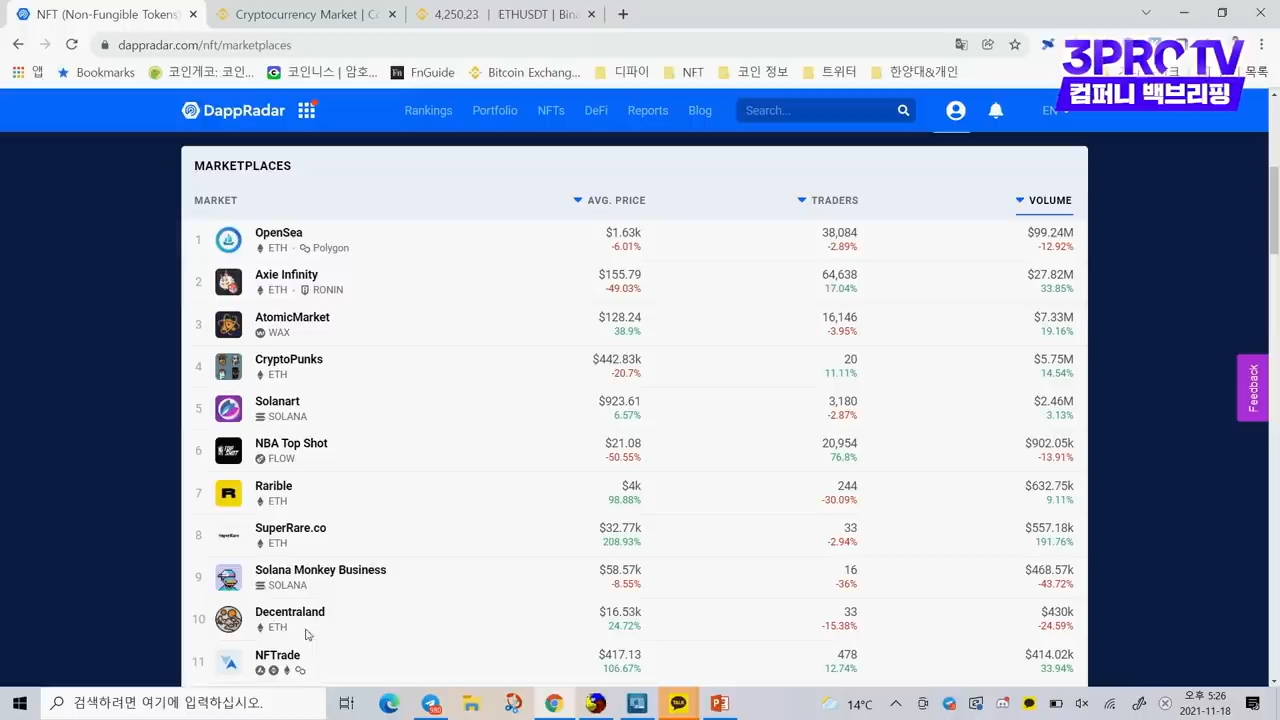 NFT (Non-Fungible Tokens
Cryptocurrency Market | Co
4,250.23 | ETHUSDT | Bina
dappradar.com/nft/marketplaces
앱
Bookmarks
코인게코: 코인...
코인니스 | 암호...
FnGuide
Bitcoin Exchang...
디파이
NFT
코인 정보
트위터
한양대&개인
목록
3PROTV
컴퍼니 백브리핑
DappRadar
Rankings
Portfolio
NFTs
DeFi
Reports
Blog
Search...
EN
MARKETPLACES
MARKET AVG. PRICE TRADERS VOLUME
1 OpenSea $1.63k 38,084 $99.24M
ETH · Polygon -6.01% -2.89% -12.92%
2 Axie Infinity $155.79 64,638 $27.82M
ETH · RONIN -49.03% 17.04% 33.85%
3 AtomicMarket $128.24 16,146 $7.33M
WAX 38.9% -3.95% 19.16%
4 CryptoPunks $442.83k 20 $5.75M
ETH -20.7% 11.11% 14.54%
5 Solanart $923.61 3,180 $2.46M
SOLANA 6.57% -2.87% 3.13%
6 NBA Top Shot $21.08 20,954 $902.05k
FLOW -50.55% 76.8% -13.91%
7 Rarible $4k 244 $632.75k
ETH 98.88% -30.09% 9.11%
8 SuperRare.co $32.77k 33 $557.18k
ETH 208.93% -2.94% 191.76%
9 Solana Monkey Business $58.57k 16 $468.57k
SOLANA -8.55% -36% -43.72%
10 Decentraland $16.53k 33 $430k
ETH 24.72% -15.38% -24.59%
11 NFTrade $417.13 478 $414.02k
106.67% 12.74% 33.94%
Feedback
검색하려면 여기에 입력하십시오.
980
TALK
14°C
오후 5:26
2021-11-18